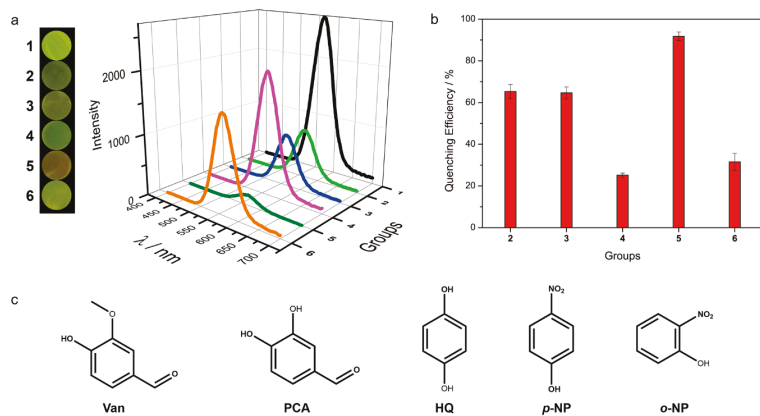 a
1
2
3
4
5
6
Intensity
2000
1000
0
400
450
500
550
600
650
700
λ / nm
1
2
3
4
5
6
Groups
b
Quenching Efficiency / %
100
80
60
40
20
0
2 3 4 5 6
Groups
c
HO O O
Van
HO OH O
PCA
OH
OH
HQ
NO₂
OH
p-NP
NO₂
OH
o-NP